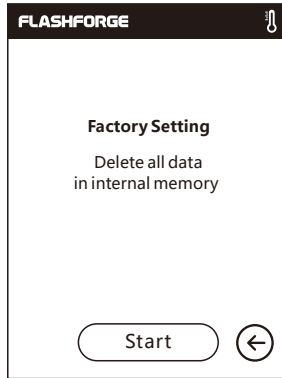 FLASHFORGE
Factory Setting
Delete all data
in internal memory
Start